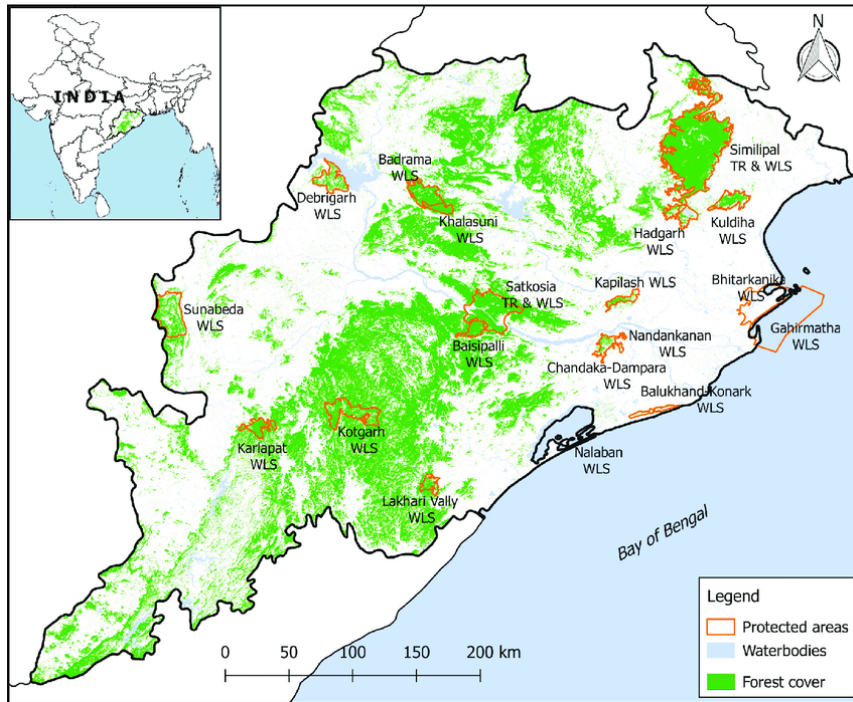 INDIA
N
Similipal
TR & WLS
Badrama
WLS
Debrigarh
WLS
Khalasuni
WLS
Hadgarh
WLS
Kuldiha
WLS
Satkosia
TR & WLS
Kapilash WLS
Bhitarkanika
WLS
Sunabeda
WLS
Gahirmatha
WLS
Baisipalli
WLS
Nandankanan
WLS
Chandaka-Dampara
WLS
Balukhand-Konark
WLS
Karlapat
WLS
Kotgarh
WLS
Nalaban
WLS
Lakhari Vally
WLS
Bay of Bengal
Legend
Protected areas
Waterbodies
Forest cover
0 50 100 150 200 km